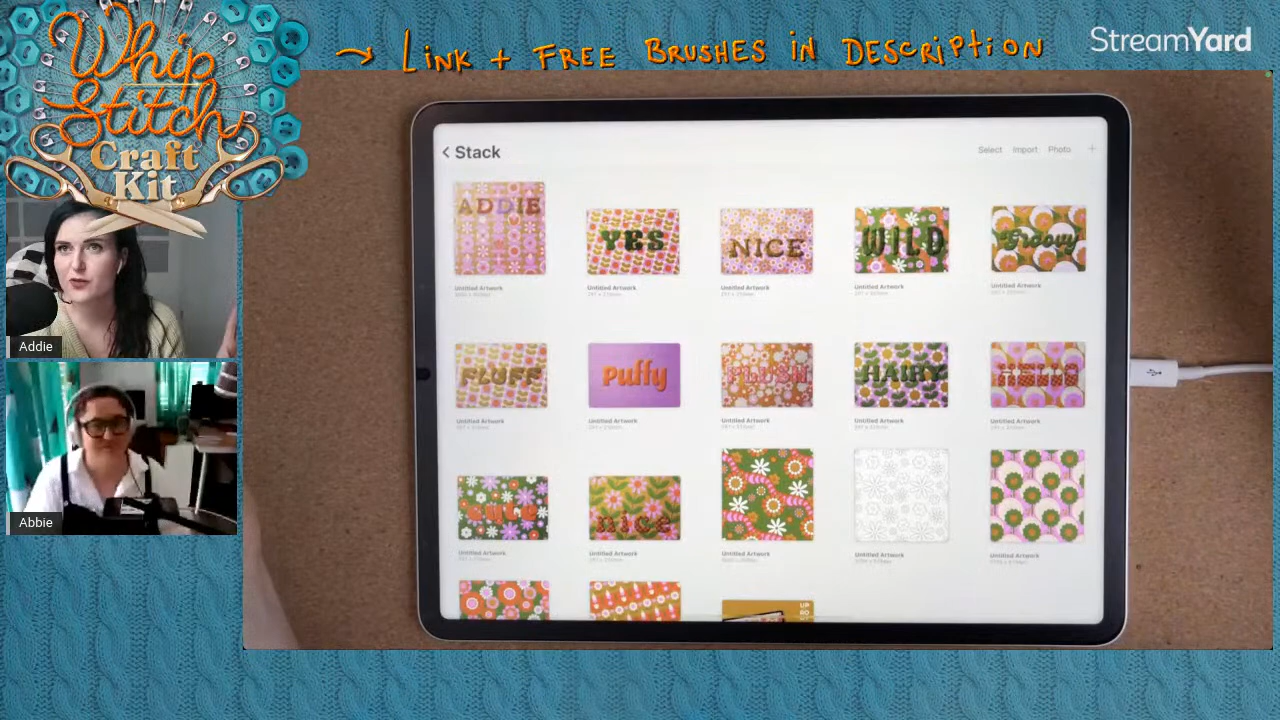 Whip
Stitch
Craft
Kit
→ LINK + FREE BRUSHES IN DESCRIPTION
StreamYard
< Stack
Select Import Photo +
ADDIE
YES
NICE
WILD
Groovy
Untitled Artwork
Untitled Artwork
Untitled Artwork
Untitled Artwork
Untitled Artwork
Addie
FLUFF
Puffy
PLUSH
HAIRY
HELLO
Untitled Artwork
Untitled Artwork
Untitled Artwork
Untitled Artwork
Untitled Artwork
Abbie
cute
nice
Untitled Artwork
Untitled Artwork
Untitled Artwork
Untitled Artwork
Untitled Artwork